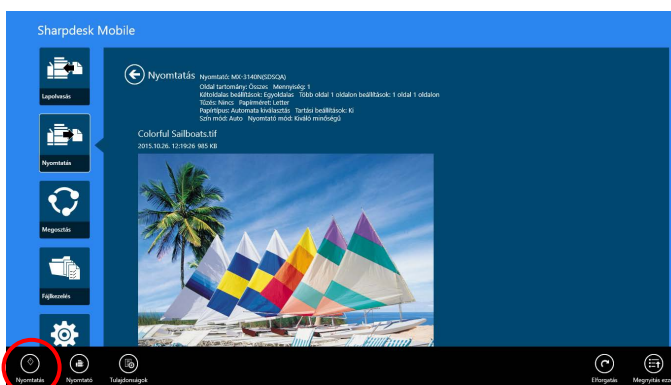 Sharpdesk Mobile
Lapolvasás
Nyomtatás
Megosztás
Fájlkezelés
Nyomtatás
Nyomtató: MX-3140N(SDSQA)
Oldal tartomány: Összes Mennyiség: 1
Kétoldalas beállítások: Egyoldalas Több oldal 1 oldalon beállítások: 1 oldal 1 oldalon
Tűzés: Nincs Papírméret: Letter
Papírtípus: Automata kiválasztás Tartási beállítások: Ki
Szín mód: Auto Nyomtató mód: Kiváló minőségű
Colorful Sailboats.tif
2015.10.26. 12:19:26 985 KB
Nyomtatás
Nyomtató
Tulajdonságok
Elforgatás
Megnyitás ezz